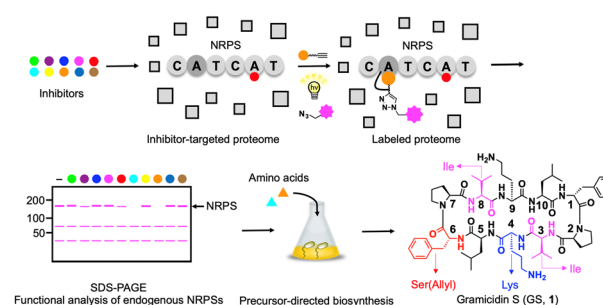 NRPS
C A T C A T
Inhibitors
Inhibitor-targeted proteome
hν
N₃
NRPS
C A T C A T
N
N
N
Labeled proteome
–
200
100
50
NRPS
SDS-PAGE
Functional analysis of endogenous NRPSs
Amino acids
Precursor-directed biosynthesis
Ile
H₂N
O
O
O
N
7
N
H
8
H
N
9
N
H
10
H
N
1
O
O
O
O
O
O
N
H
6
5
H
N
4
N
H
3
H
N
2
N
O
O
NH₂
Ser(Allyl)
Lys
Ile
Gramicidin S (GS, 1)